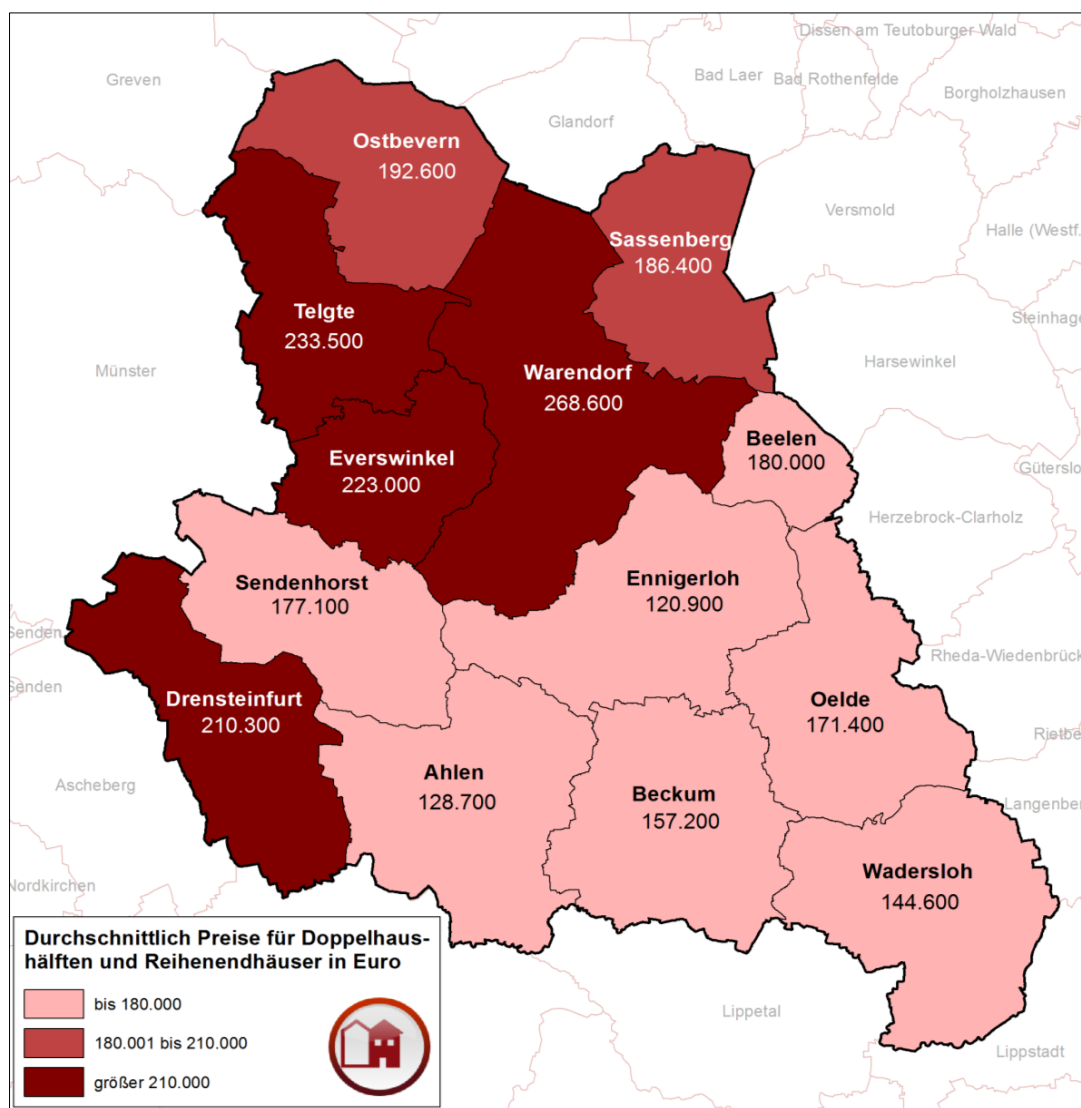 Dissen am Teutoburger Wald
Greven
Bad Laer
Bad Rothenfelde
Borgholzhausen
Glandorf
Ostbevern
192.600
Versmold
Halle (Westf.
Sassenberg
186.400
Telgte
233.500
Steinhage
Münster
Warendorf
268.600
Harsewinkel
Beelen
180.000
Everswinkel
223.000
Güterslo
Herzebrock-Clarholz
Sendenhorst
177.100
Ennigerloh
120.900
Senden
Rheda-Wiedenbrück
Senden
Drensteinfurt
210.300
Oelde
171.400
Rietbe
Ascheberg
Ahlen
128.700
Beckum
157.200
Langenber
Wadersloh
144.600
Nordkirchen
Lippetal
Lippstadt
Durchschnittlich Preise für Doppelhaus-
hälften und Reihenendhäuser in Euro
bis 180.000
180.001 bis 210.000
größer 210.000